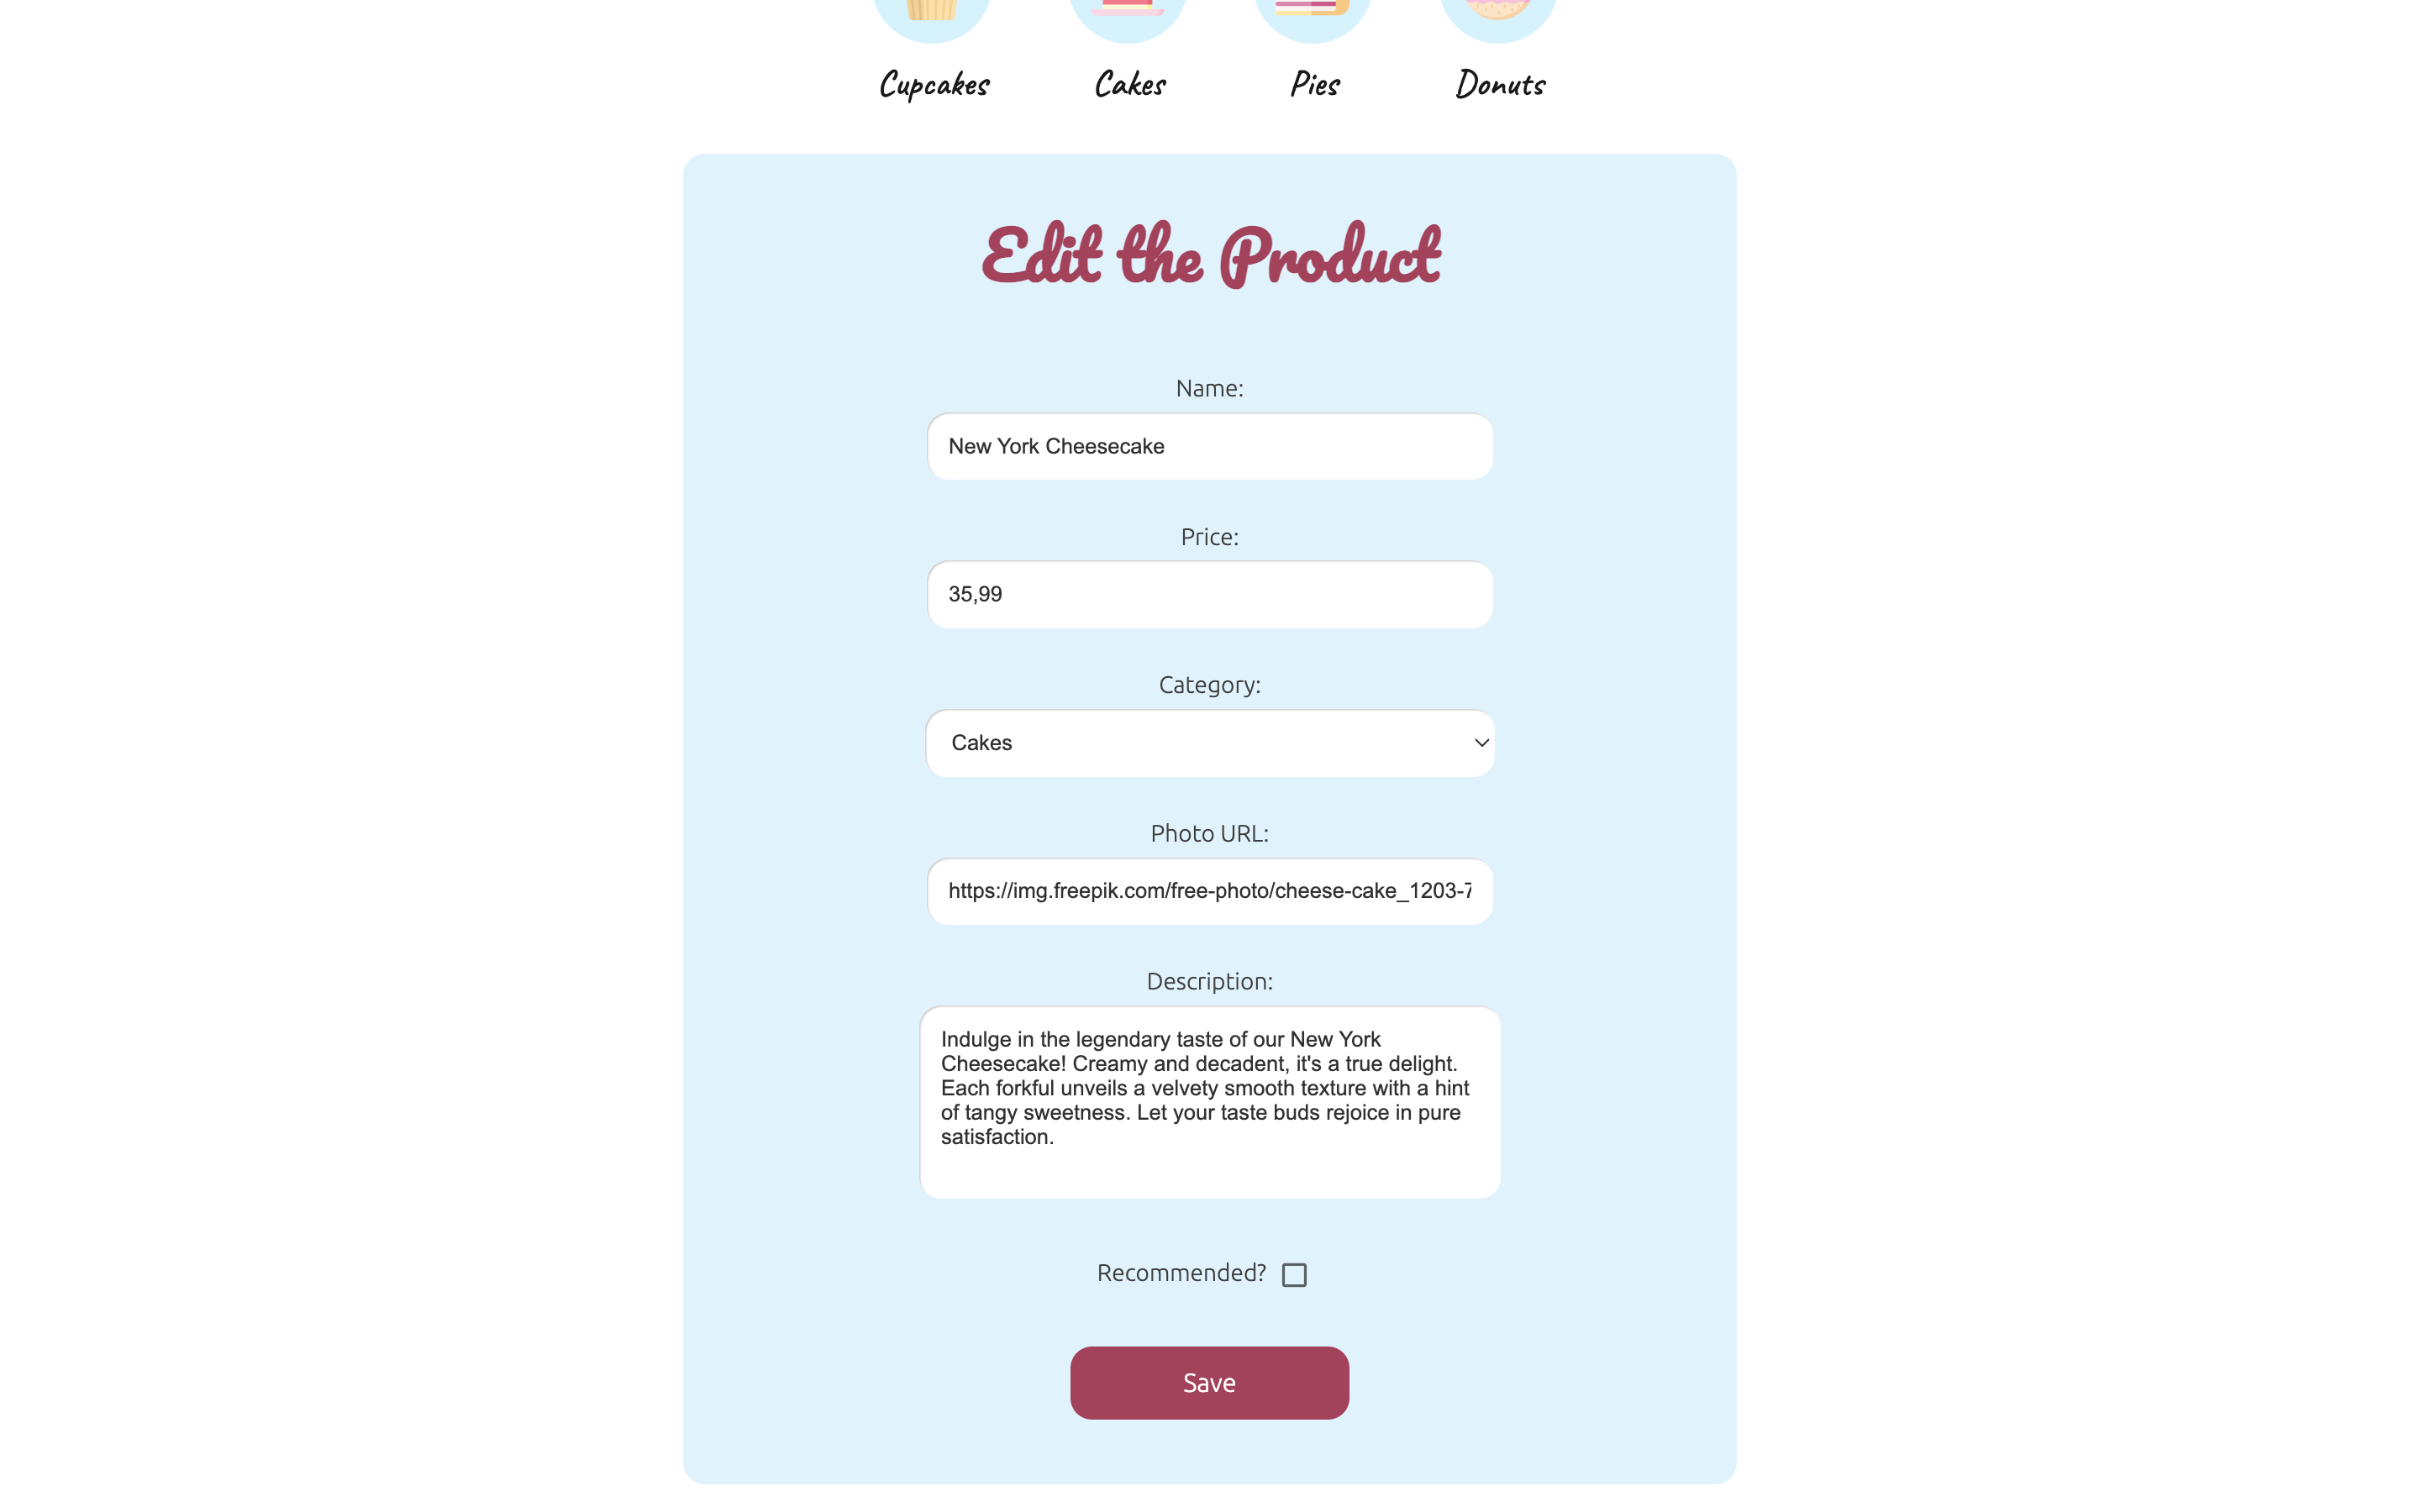 Cupcakes Cakes Pies Donuts
Edit the Product
Name:
New York Cheesecake
Price:
35,99
Category:
Cakes
Photo URL:
https://img.freepik.com/free-photo/cheese-cake_1203-7
Description:
Indulge in the legendary taste of our New York
Cheesecake! Creamy and decadent, it's a true delight.
Each forkful unveils a velvety smooth texture with a hint
of tangy sweetness. Let your taste buds rejoice in pure
satisfaction.
Recommended?
Save